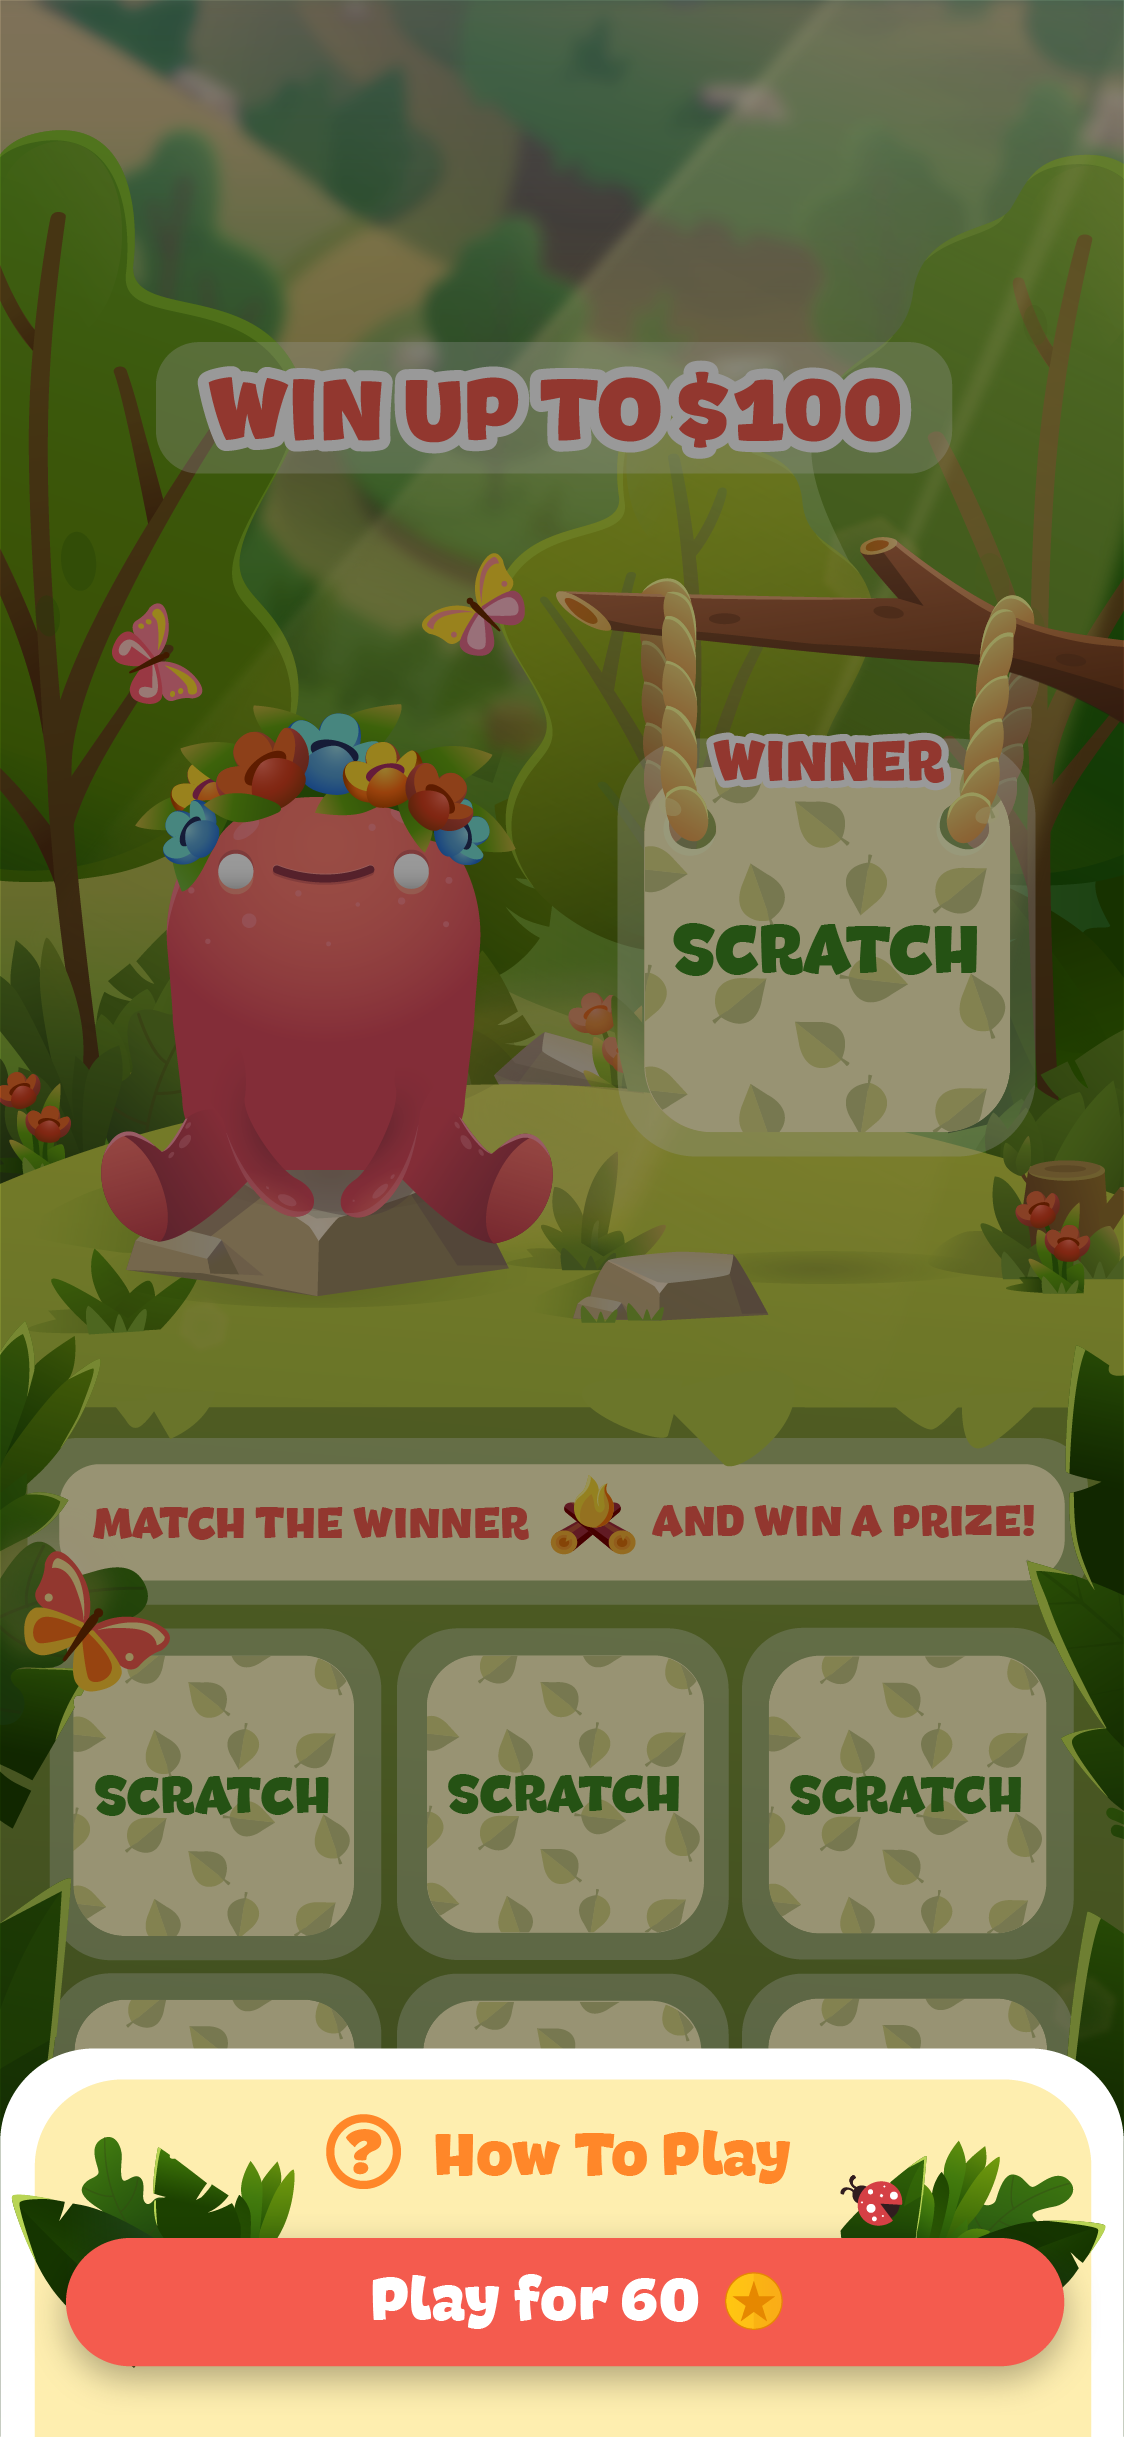 WIN UP TO $100
WINNER
SCRATCH
MATCH THE WINNER AND WIN A PRIZE!
SCRATCH SCRATCH SCRATCH
? How To Play
Play for 60